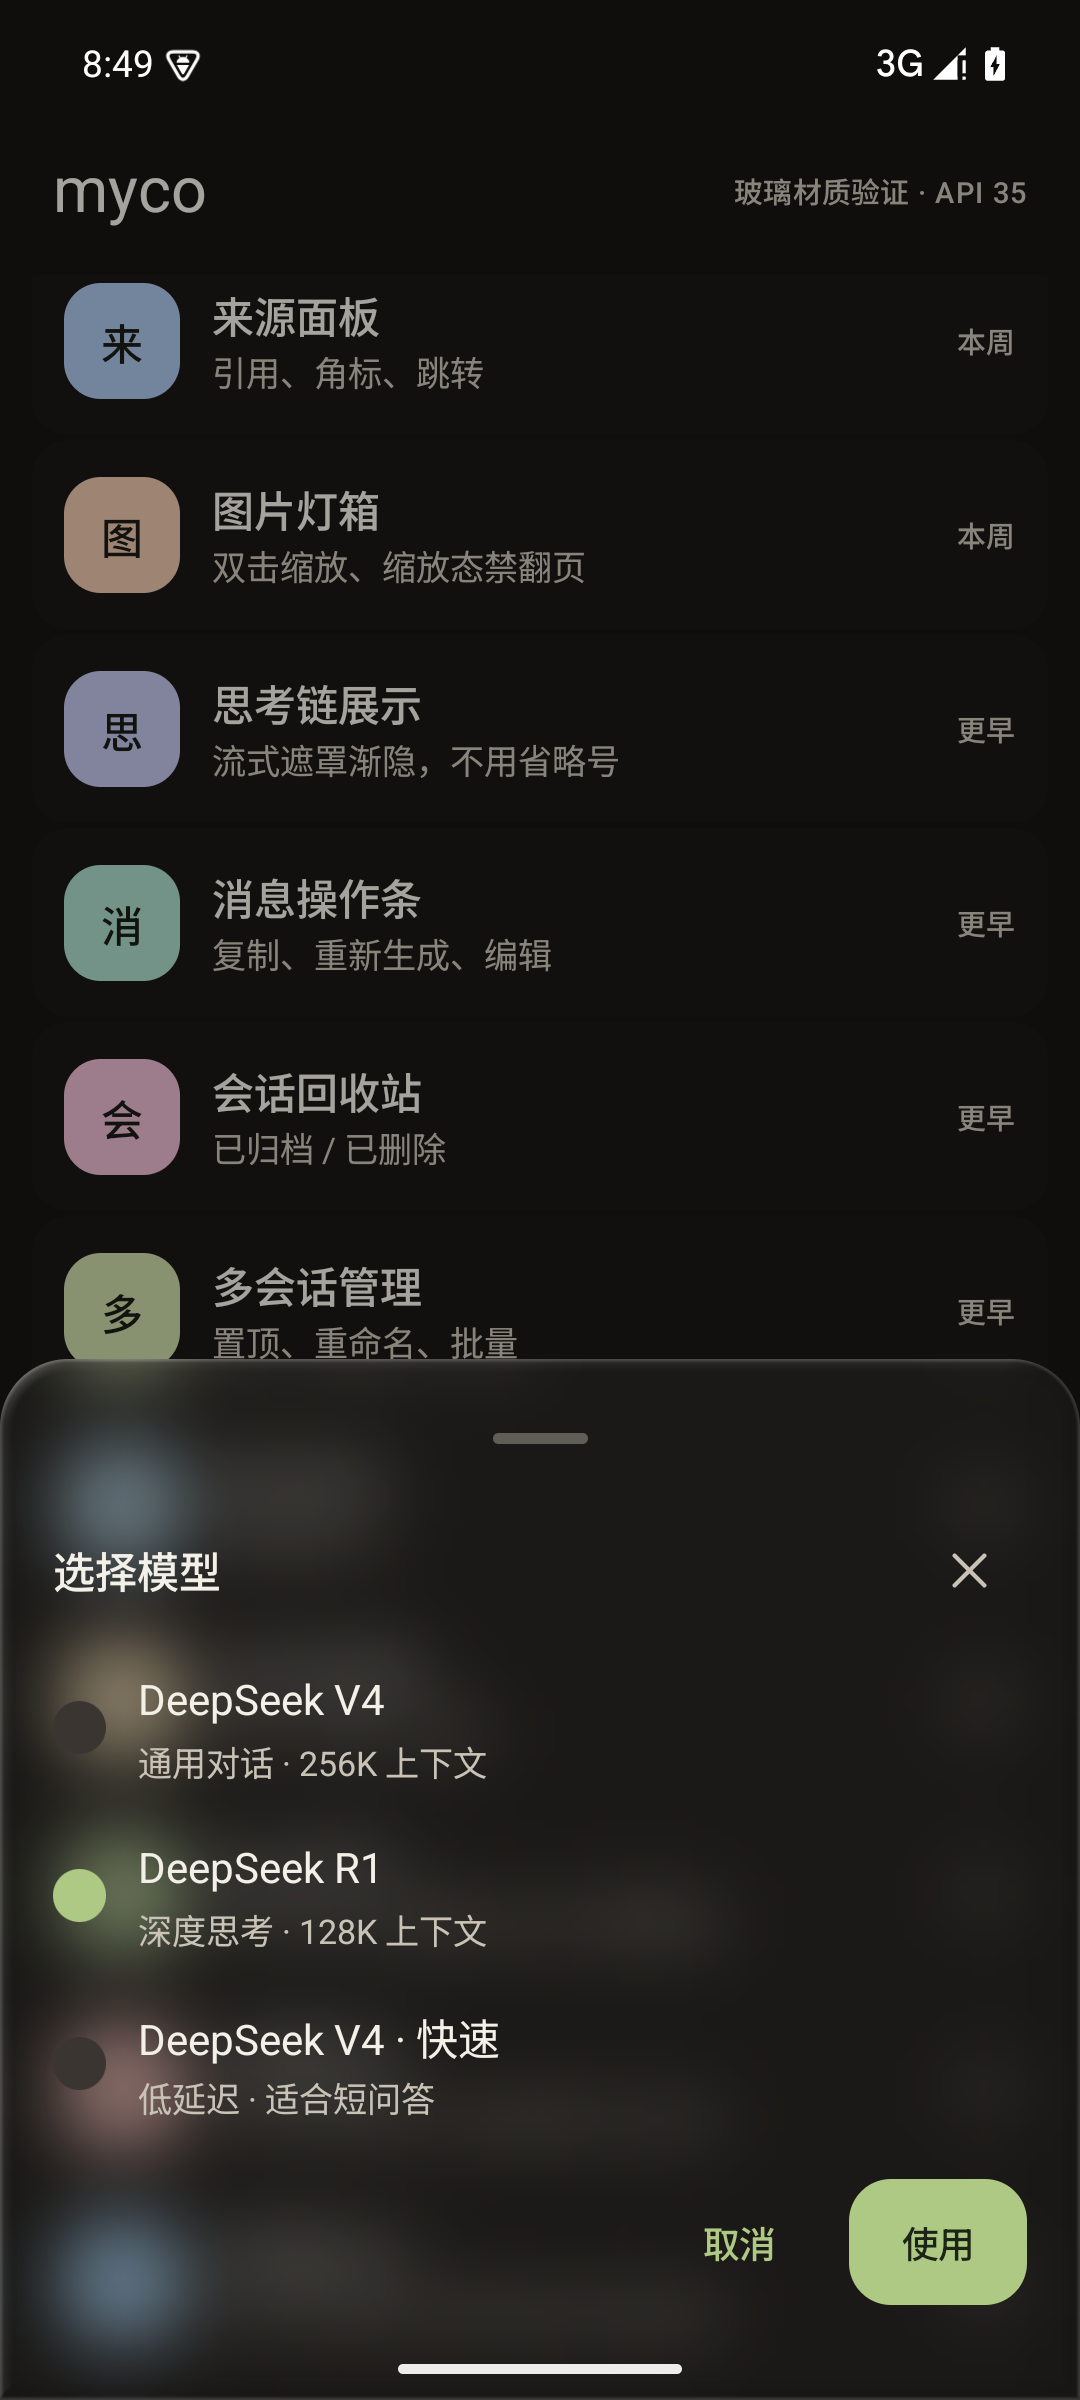 8:49
3G
myco
玻璃材质验证 · API 35
来
来源面板
引用、角标、跳转
本周
图
图片灯箱
双击缩放、缩放态禁翻页
本周
思
思考链展示
流式遮罩渐隐，不用省略号
更早
消
消息操作条
复制、重新生成、编辑
更早
会
会话回收站
已归档 / 已删除
更早
多
多会话管理
置顶、重命名、批量
更早
选择模型
DeepSeek V4
通用对话 · 256K 上下文
DeepSeek R1
深度思考 · 128K 上下文
DeepSeek V4 · 快速
低延迟 · 适合短问答
取消
使用